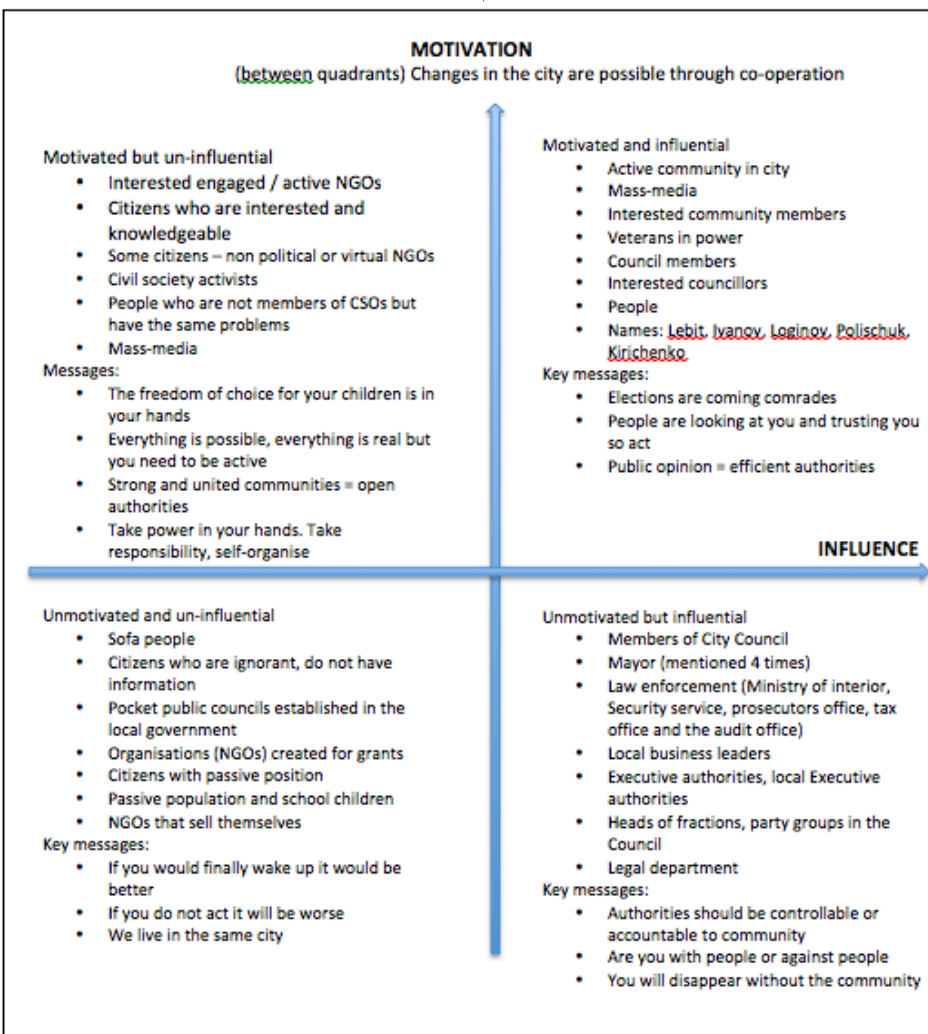 MOTIVATION
(between quadrants) Changes in the city are possible through co-operation
Motivated but un-influential
• Interested engaged / active NGOs
• Citizens who are interested and
knowledgeable
• Some citizens – non political or virtual NGOs
• Civil society activists
• People who are not members of CSOs but
have the same problems
• Mass-media
Messages:
• The freedom of choice for your children is in
your hands
• Everything is possible, everything is real but
you need to be active
• Strong and united communities = open
authorities
• Take power in your hands. Take
responsibility, self-organise
Motivated and influential
• Active community in city
• Mass-media
• Interested community members
• Veterans in power
• Council members
• Interested councillors
• People
• Names: Lebit, Ivanov, Loginov, Polischuk,
Kirichenko
Key messages:
• Elections are coming comrades
• People are looking at you and trusting you
so act
• Public opinion = efficient authorities
INFLUENCE
Unmotivated and un-influential
• Sofa people
• Citizens who are ignorant, do not have
information
• Pocket public councils established in the
local government
• Organisations (NGOs) created for grants
• Citizens with passive position
• Passive population and school children
• NGOs that sell themselves
Key messages:
• If you would finally wake up it would be
better
• If you do not act it will be worse
• We live in the same city
Unmotivated but influential
• Members of City Council
• Mayor (mentioned 4 times)
• Law enforcement (Ministry of interior,
Security service, prosecutors office, tax
office and the audit office)
• Local business leaders
• Executive authorities, local Executive
authorities
• Heads of fractions, party groups in the
Council
• Legal department
Key messages:
• Authorities should be controllable or
accountable to community
• Are you with people or against people
• You will disappear without the community